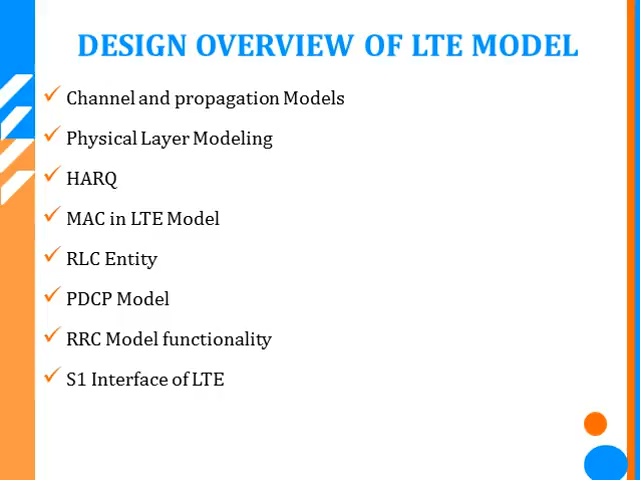 DESIGN OVERVIEW OF LTE MODEL
Channel and propagation Models
Physical Layer Modeling
HARQ
MAC in LTE Model
RLC Entity
PDCP Model
RRC Model functionality
S1 Interface of LTE